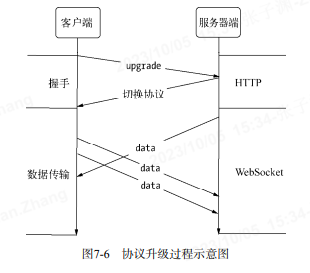 客户端 服务器端
upgrade
握手 HTTP
切换协议
data
data
数据传输 WebSocket
data
图7-6 协议升级过程示意图